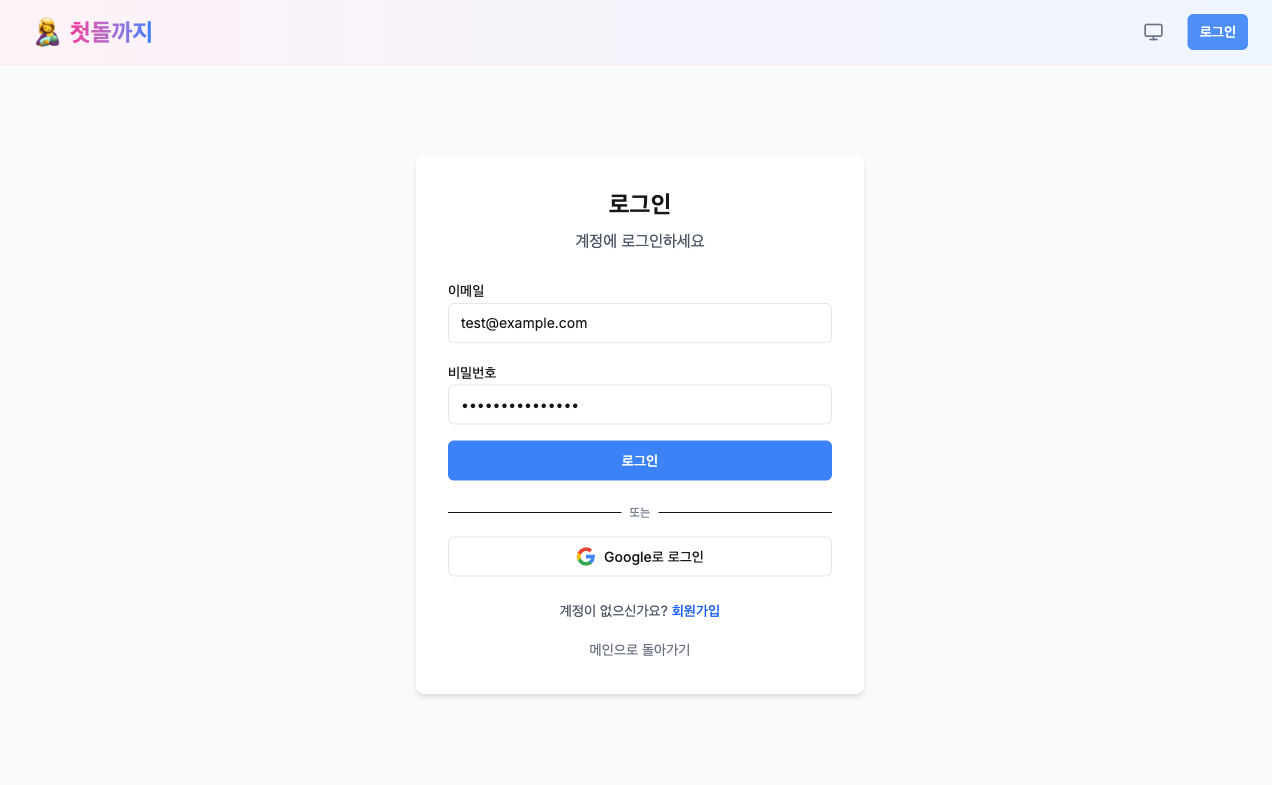 첫돌까지
로그인
로그인
계정에 로그인하세요
이메일
test@example.com
비밀번호
•••••••••••••••
로그인
또는
Google로 로그인
계정이 없으신가요? 회원가입
메인으로 돌아가기